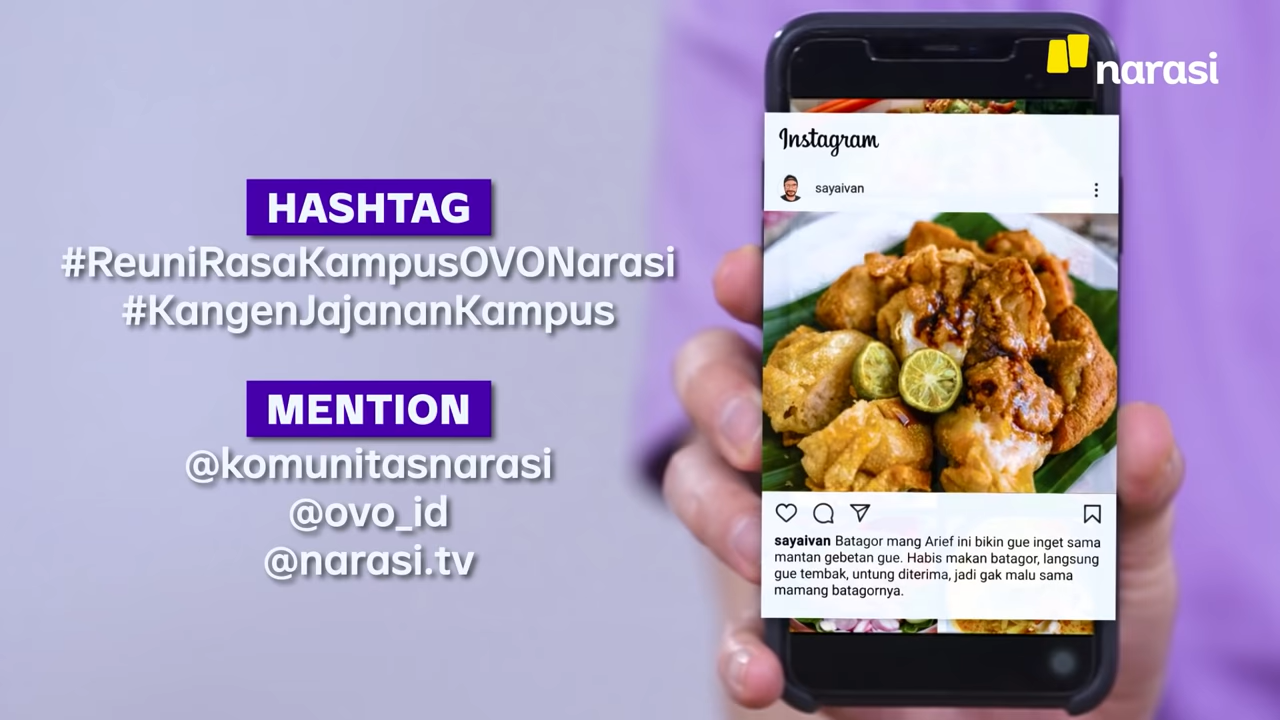 narasi
HASHTAG
#ReuniRasaKampusOVONarasi
#KangenJajananKampus
MENTION
@komunitasnarasi
@ovo_id
@narasi.tv
Instagram
sayaivan
sayaivan Batagor mang Arief ini bikin gue inget sama
mantan gebetan gue. Habis makan batagor, langsung
gue tembak, untung diterima, jadi gak malu sama
mamang batagornya.